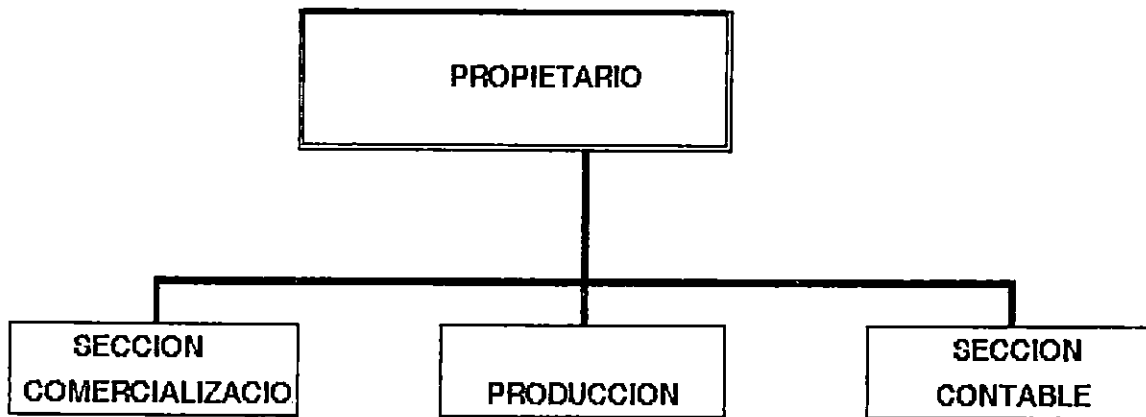 PROPIETARIO
SECCION
COMERCIALIZACIO
PRODUCCION
SECCION
CONTABLE